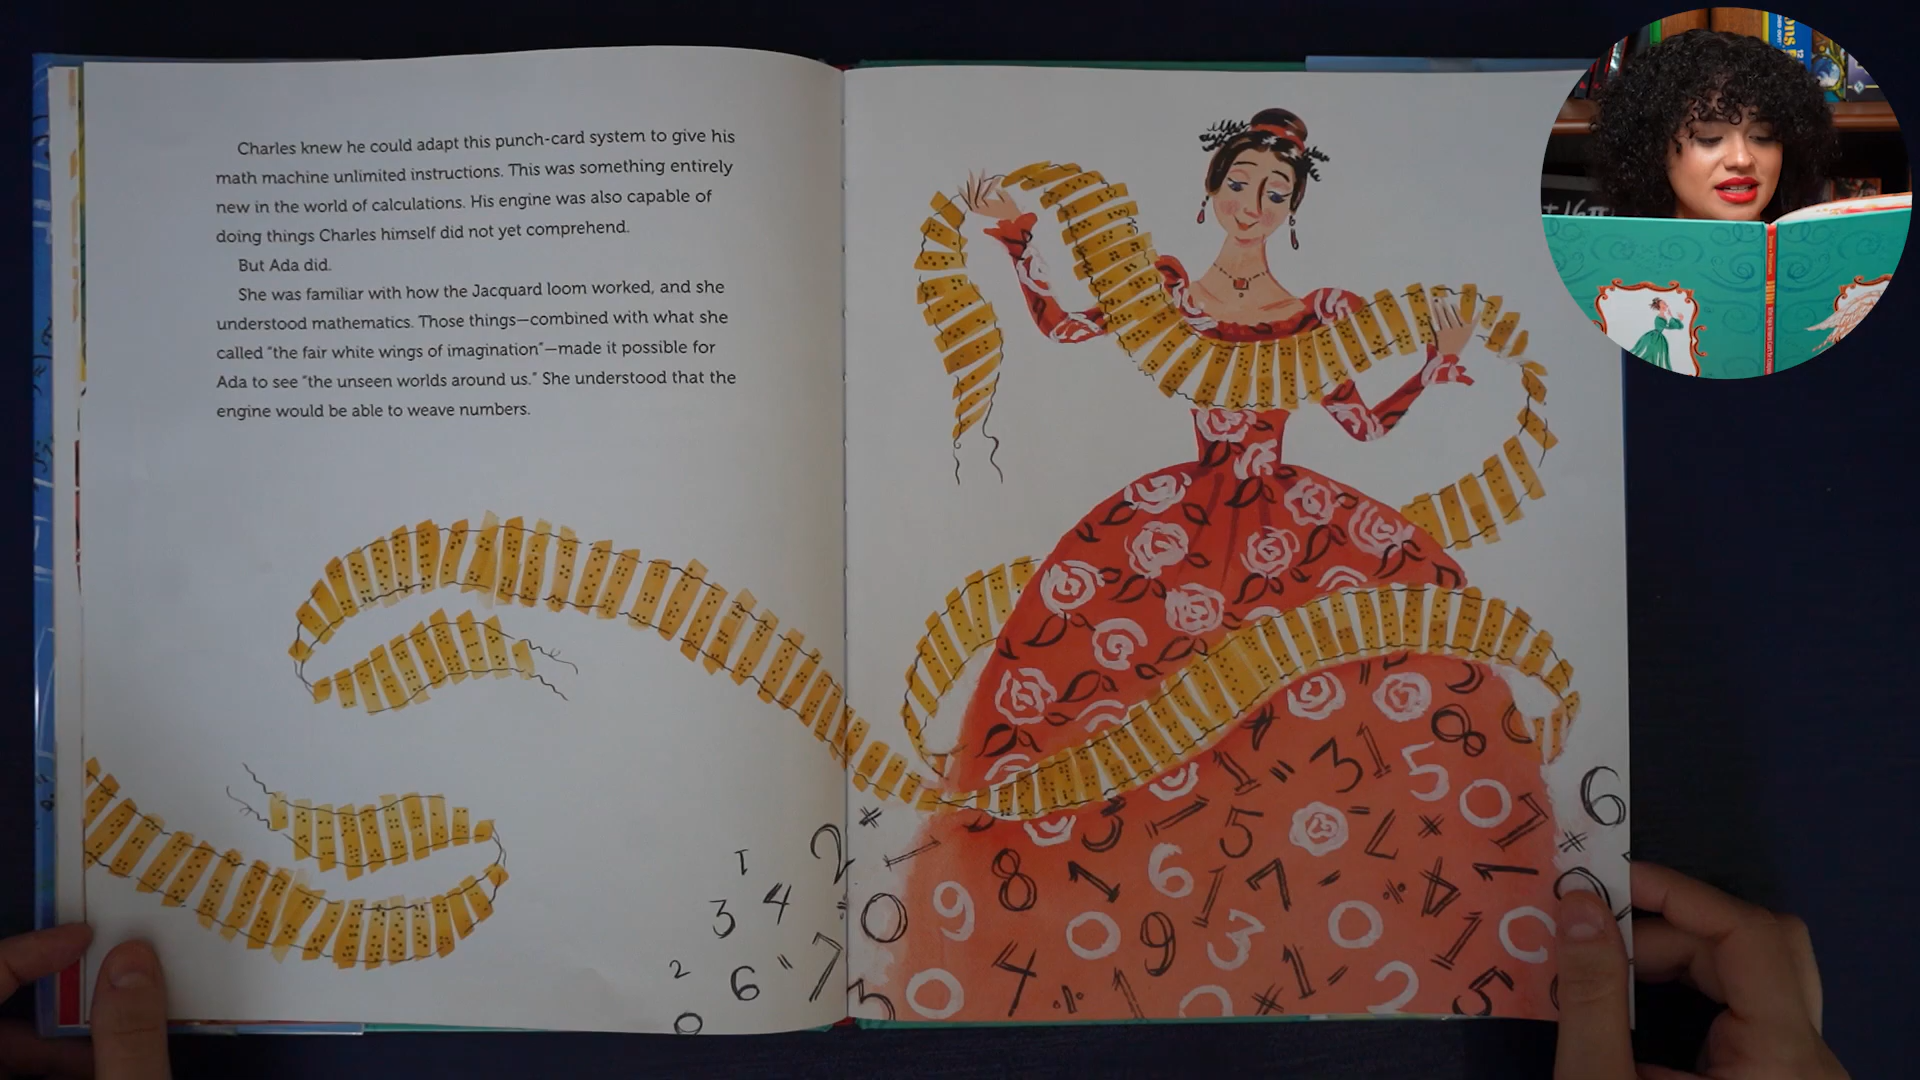 Charles knew he could adapt this punch-card system to give his
math machine unlimited instructions. This was something entirely
new in the world of calculations. His engine was also capable of
doing things Charles himself did not yet comprehend.
But Ada did.
She was familiar with how the Jacquard loom worked, and she
understood mathematics. Those things—combined with what she
called "the fair white wings of imagination"—made it possible for
Ada to see "the unseen worlds around us." She understood that the
engine would be able to weave numbers.